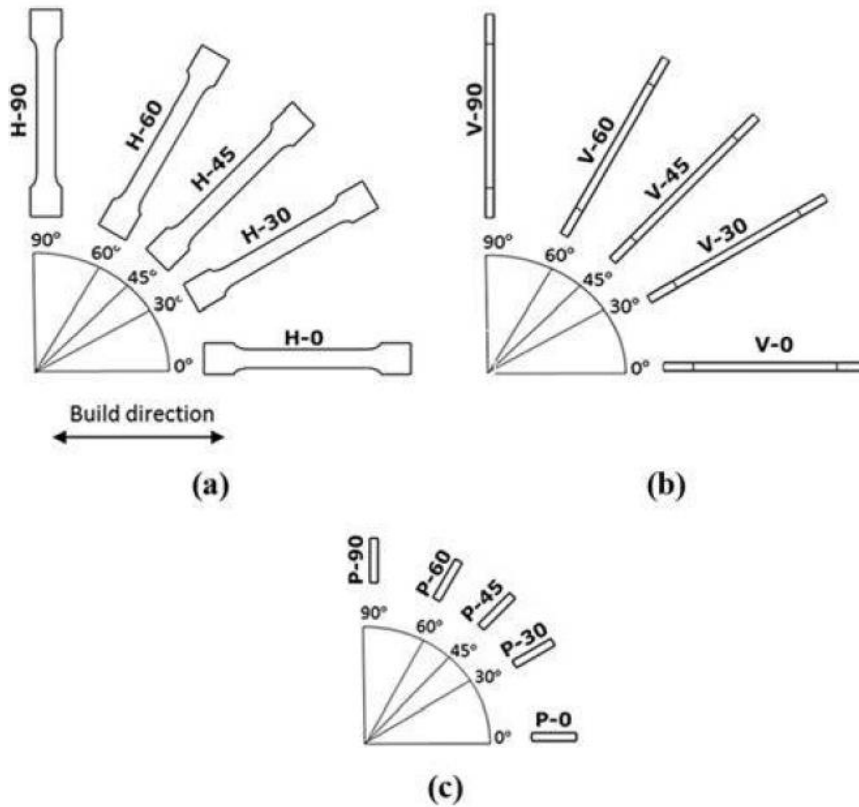 H-90
H-60
H-45
H-30
H-0
90°
60°
45°
30°
0°
Build direction
(a)
V-90
V-60
V-45
V-30
V-0
90°
60°
45°
30°
0°
(b)
P-90
P-60
P-45
P-30
P-0
90°
60°
45°
30°
0°
(c)